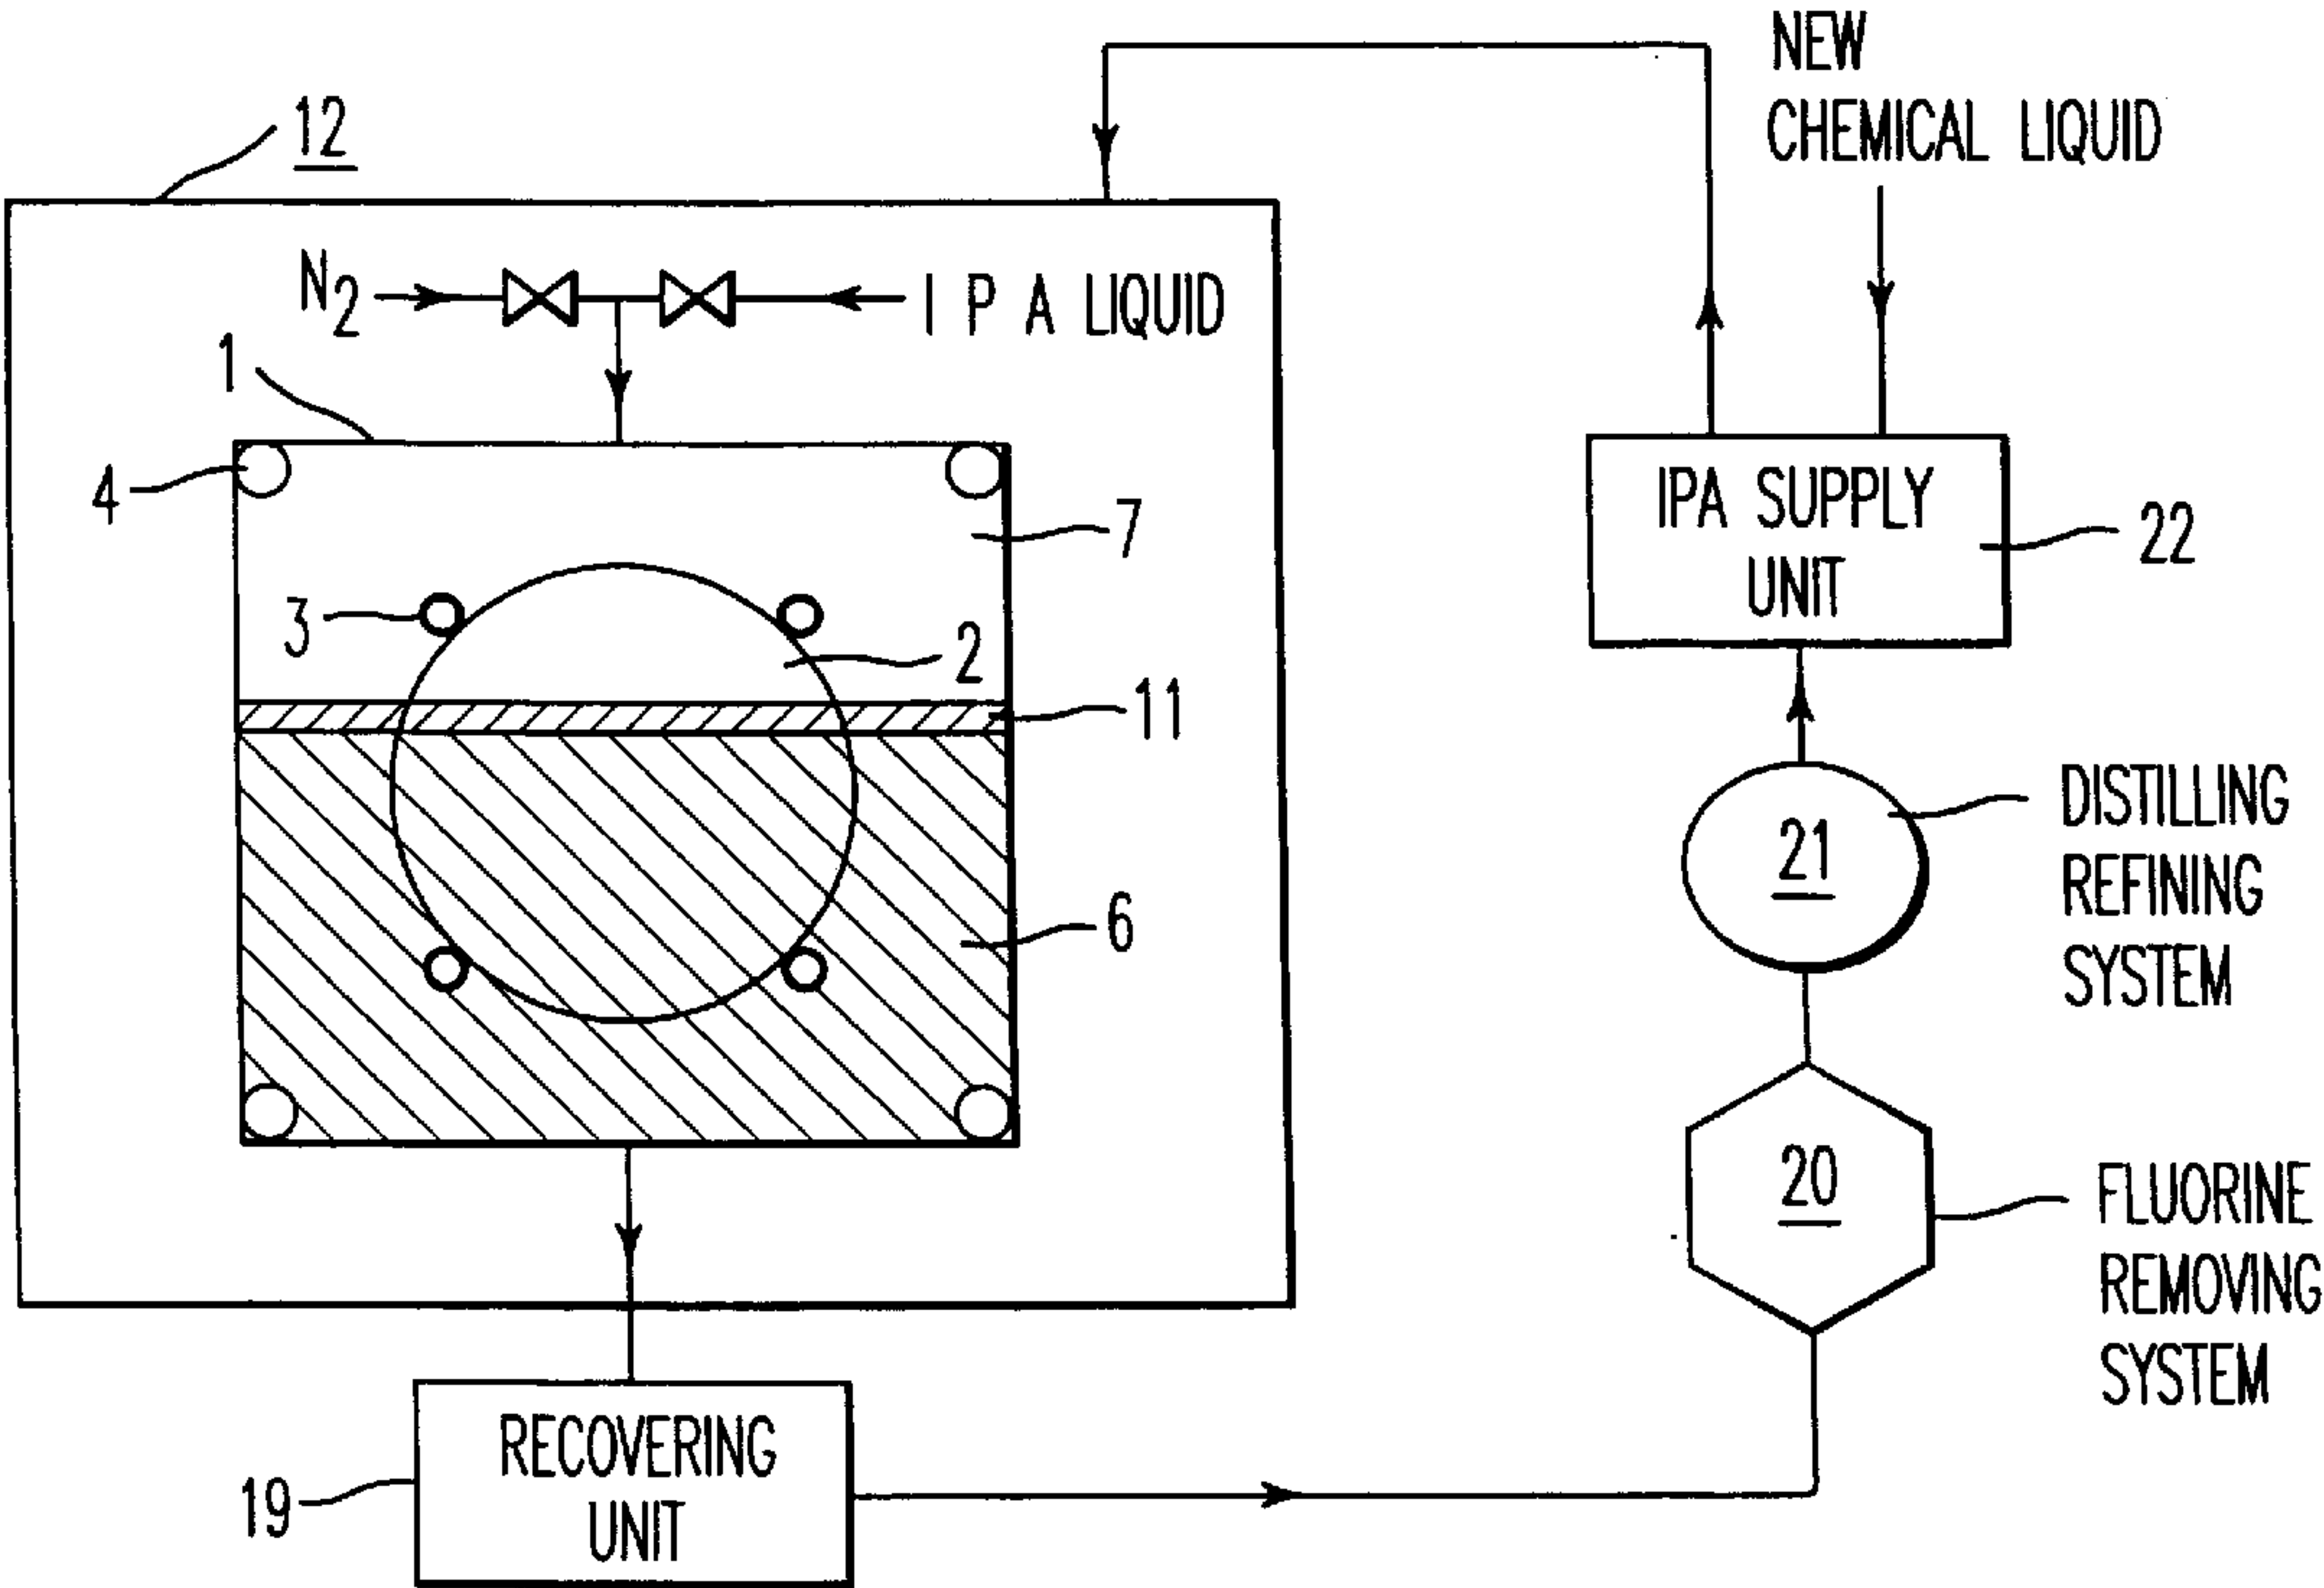 NEW
CHEMICAL LIQUID
12
N2
I P A LIQUID
1
4
7
IPA SUPPLY
UNIT
22
3
2
11
DISTILLING
REFINING
SYSTEM
21
6
20
FLUORINE
REMOVING
SYSTEM
RECOVERING
UNIT
19